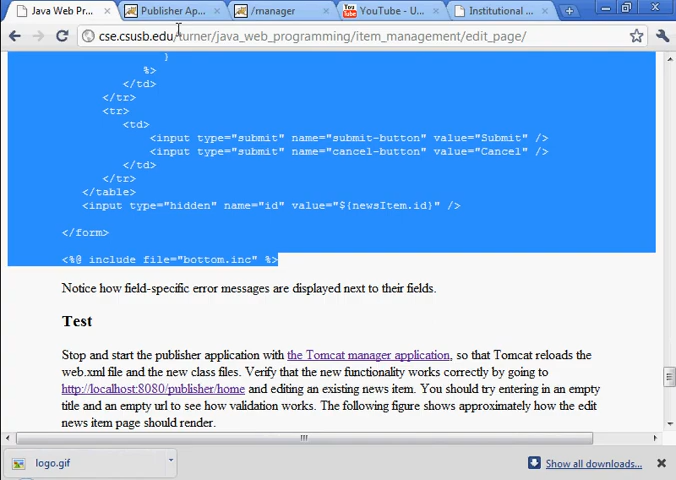 Java Web Pr...
Publisher Ap...
/manager
YouTube - U...
Institutional
cse.csusb.edu/turner/java_web_programming/item_management/edit_page/
}
%>
</td>
</tr>
<tr>
<td>
<input type="submit" name="submit-button" value="Submit" />
<input type="submit" name="cancel-button" value="Cancel" />
</td>
</tr>
</table>
<input type="hidden" name="id" value="${newsItem.id}" />
</form>
<%@ include file="bottom.inc" %>
Notice how field-specific error messages are displayed next to their fields.
Test
Stop and start the publisher application with the Tomcat manager application, so that Tomcat reloads the
web.xml file and the new class files. Verify that the new functionality works correctly by going to
http://localhost:8080/publisher/home and editing an existing news item. You should try entering in an empty
title and an empty url to see how validation works. The following figure shows approximately how the edit
news item page should render.
logo.gif
Show all downloads...